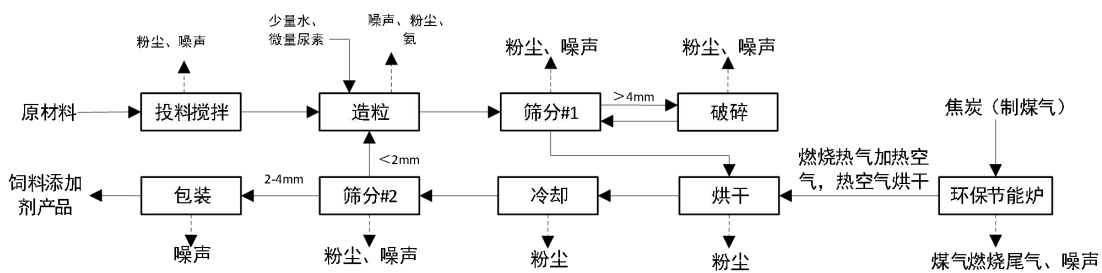 少量水、
微量尿素
噪声、粉尘、
氨
粉尘、噪声
粉尘、噪声
粉尘、噪声
原材料
投料搅拌
造粒
筛分#1
>4mm
破碎
焦炭（制煤气）
<2mm
燃烧热气加热空
气，热空气烘干
饲料添加
剂产品
包装
2-4mm
筛分#2
冷却
烘干
环保节能炉
噪声
粉尘、噪声
粉尘
粉尘
煤气燃烧尾气、噪声